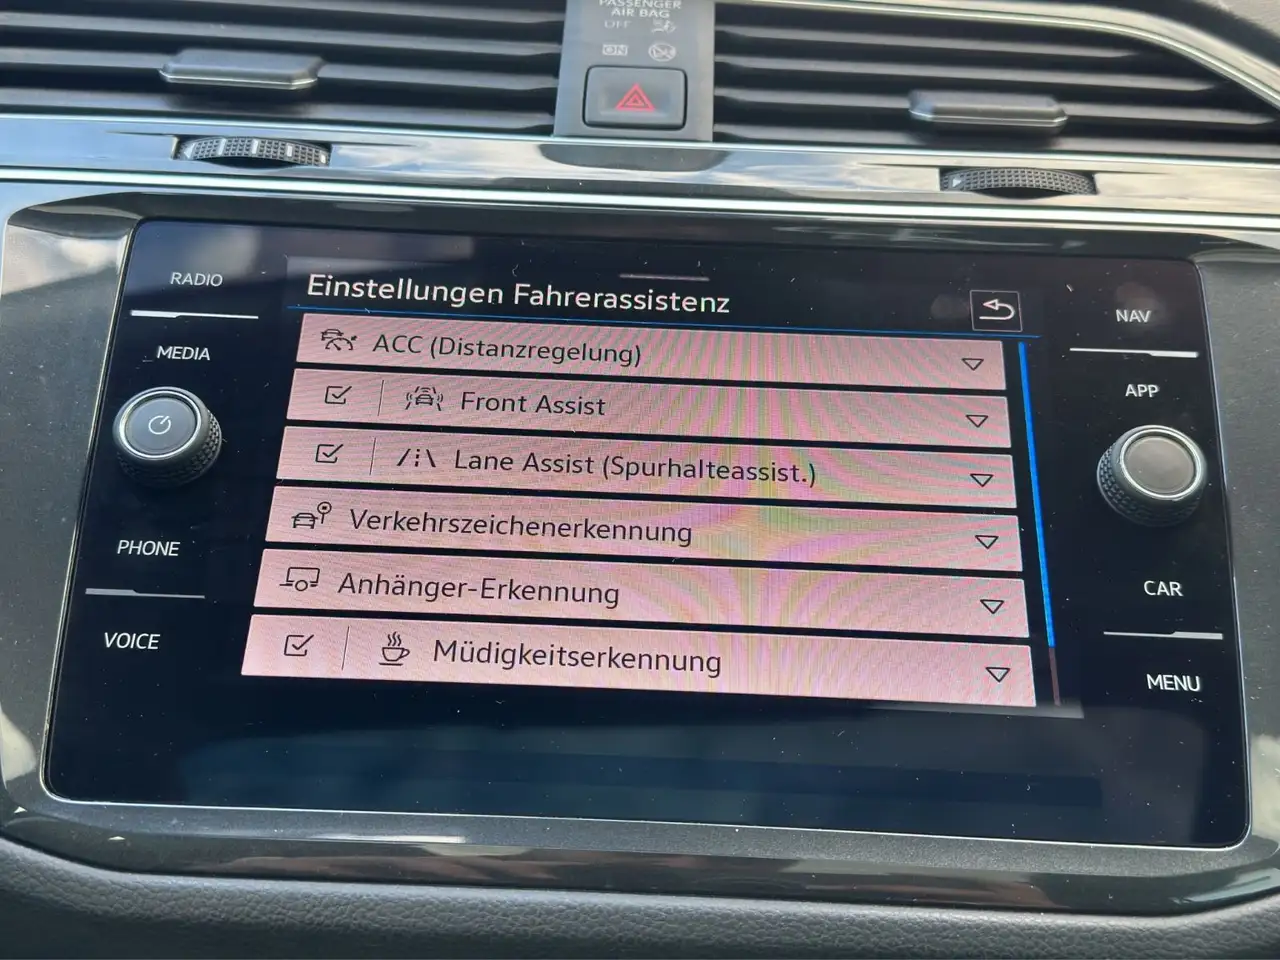 PASSENGER
AIR BAG
OFF
ON
RADIO
MEDIA
PHONE
VOICE
Einstellungen Fahrerassistenz
ACC (Distanzregelung)
Front Assist
Lane Assist (Spurhalteassist.)
Verkehrszeichenerkennung
Anhänger-Erkennung
Müdigkeitserkennung
NAV
APP
CAR
MENU